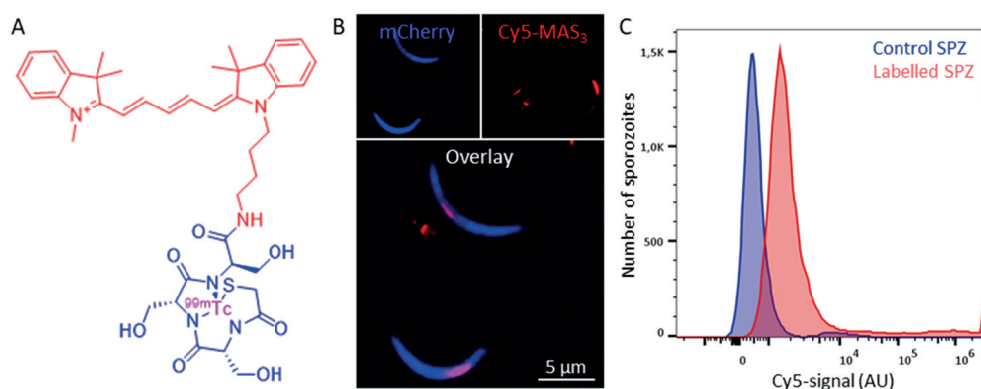 A
N+
N
NH
O
O
OH
N
S
99mTc
HO
N
N
O
O
OH
B
mCherry
Cy5-MAS3
Overlay
5 µm
C
Control SPZ
Labelled SPZ
Number of sporozoites
1,5K
1,0K
500
0
0
10^4
10^5
10^6
Cy5-signal (AU)